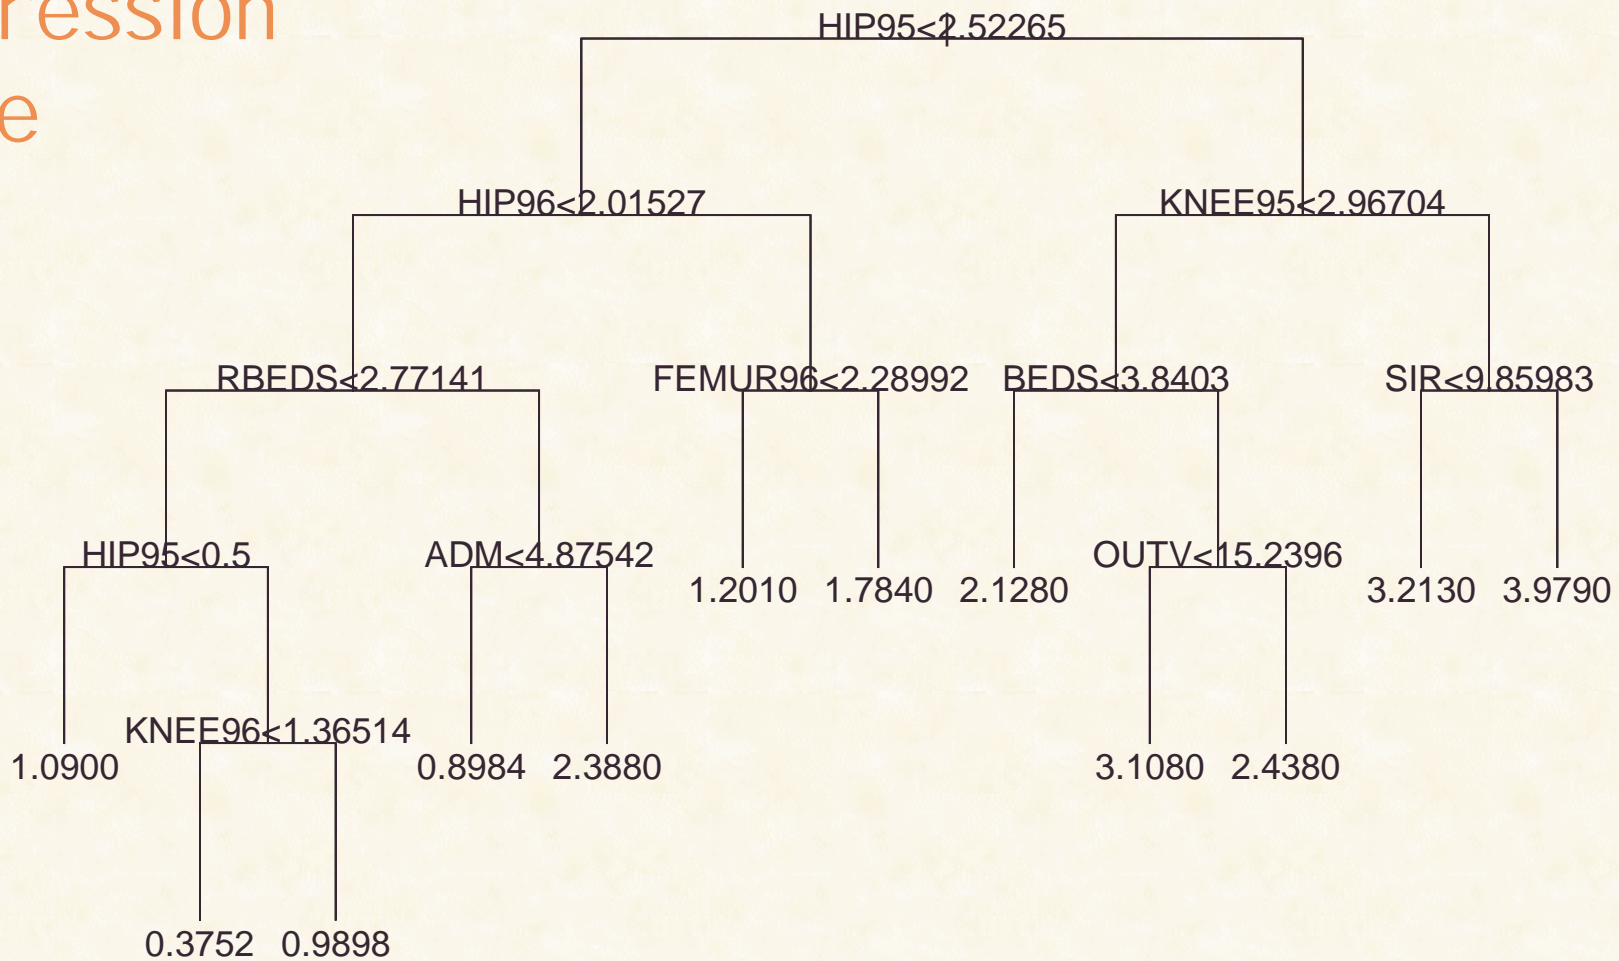 ression
e
HIP95<2.52265
HIP96<2.01527 KNEE95<2.96704
RBEDS<2.77141 FEMUR96<2.28992 BEDS<3.8403 SIR<9.85983
HIP95<0.5 ADM<4.87542 OUTV<15.2396
1.2010 1.7840 2.1280 3.2130 3.9790
KNEE96<1.36514
1.0900 0.8984 2.3880 3.1080 2.4380
0.3752 0.9898